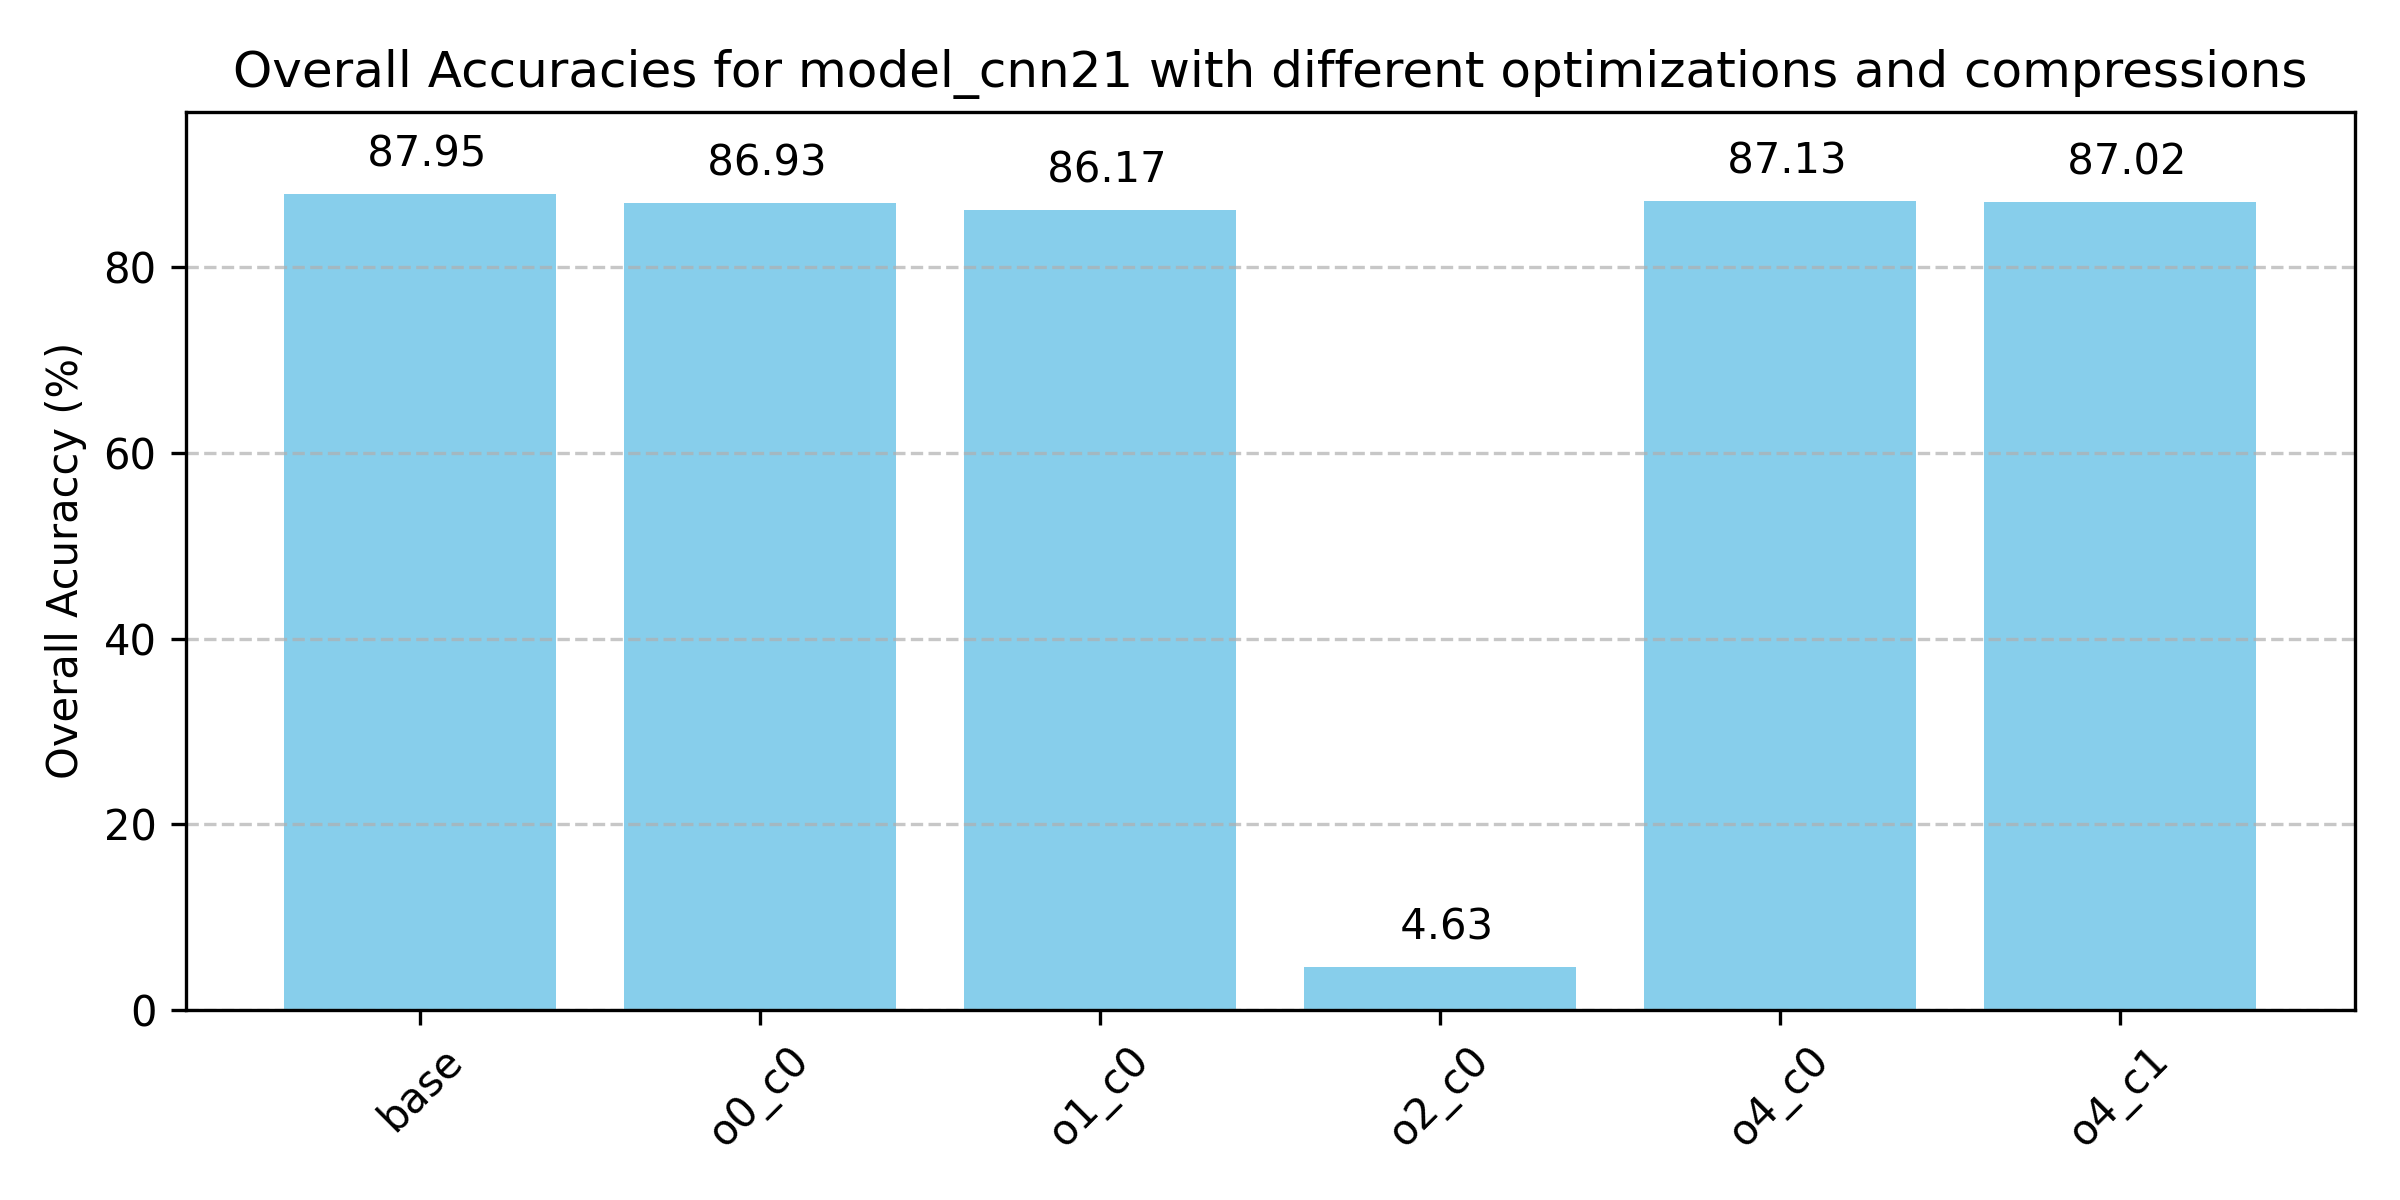 Overall Accuracies for model_cnn21 with different optimizations and compressions
Overall Acuraccy (%)
80
60
40
20
0
87.95
86.93
86.17
4.63
87.13
87.02
base
o0_c0
o1_c0
o2_c0
o4_c0
o4_c1